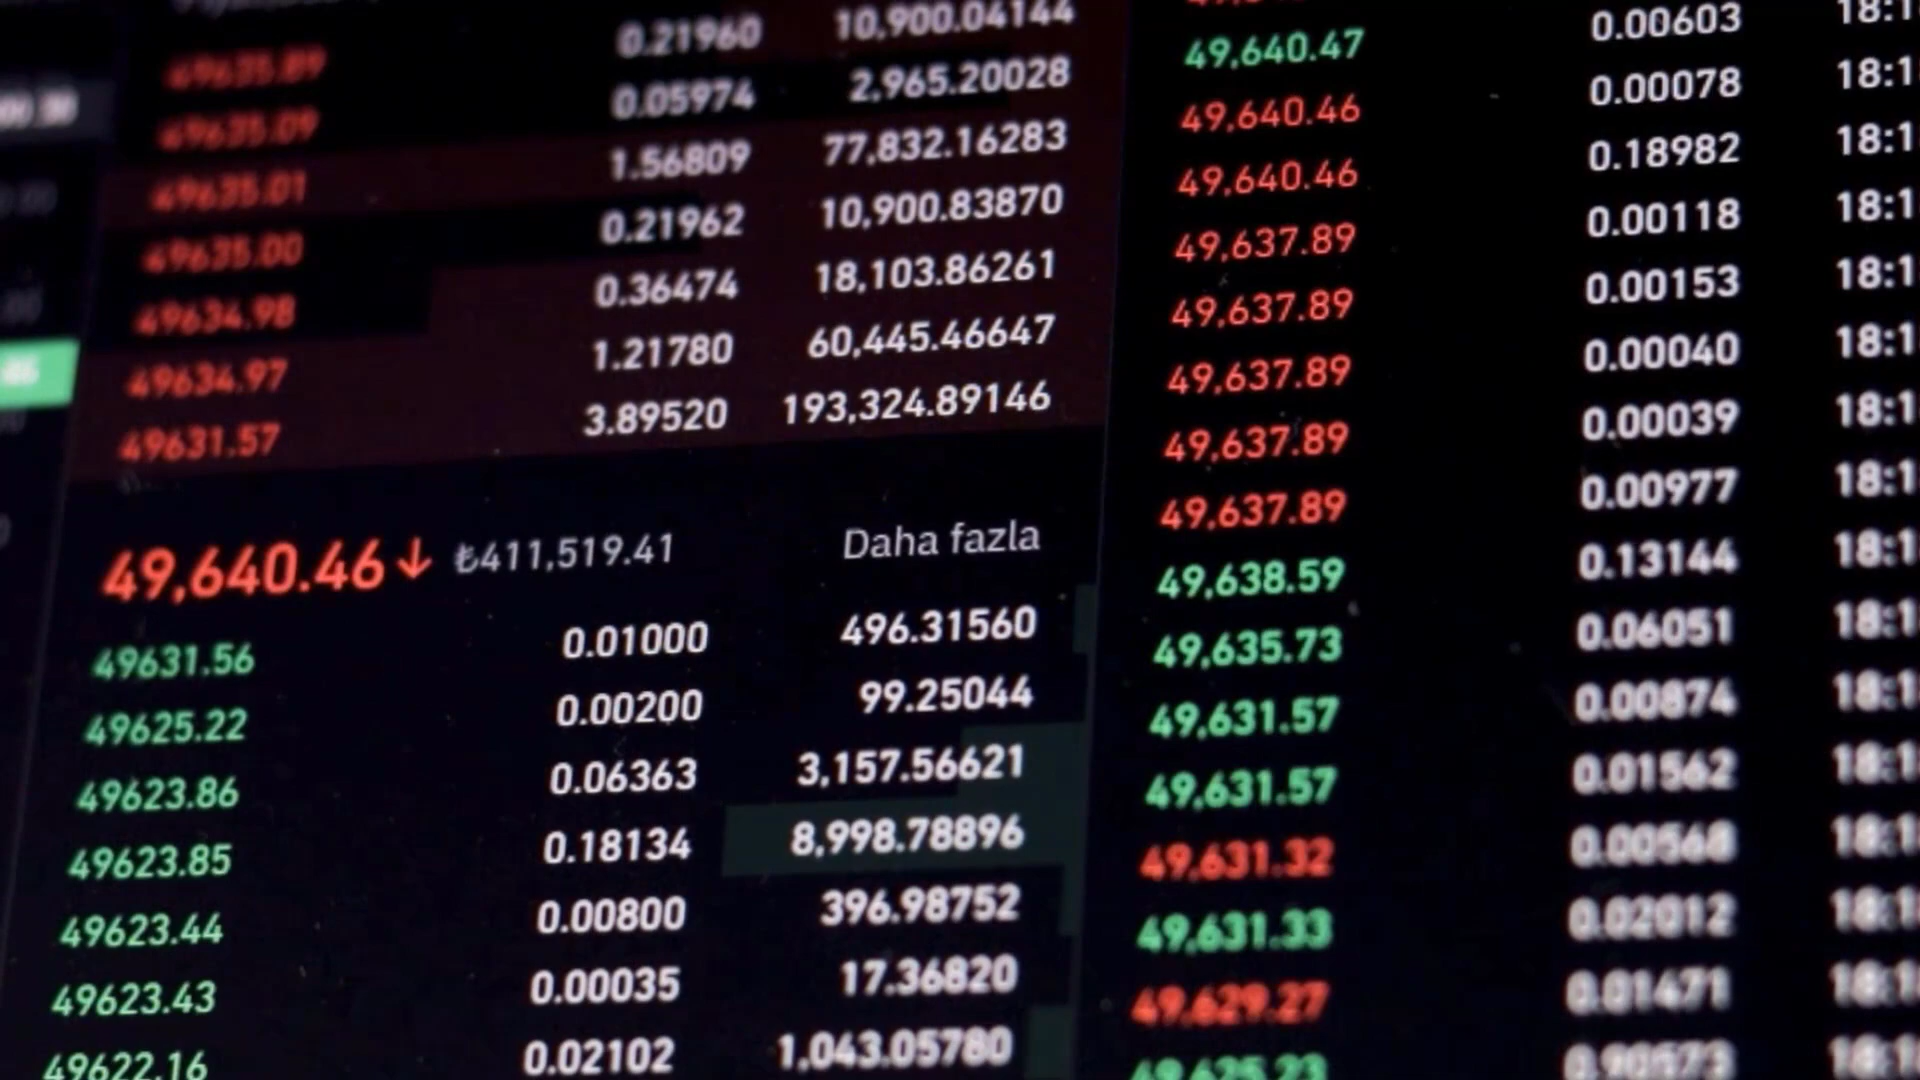 49635.89 0.21960 10,900.04144
49635.09 0.05974 2,965.20028
49635.01 1.56809 77,832.16283
49635.00 0.21962 10,900.83870
49634.98 0.36474 18,103.86261
49634.97 1.21780 60,445.46647
49631.57 3.89520 193,324.89146
49,640.46↓ ₺411,519.41 Daha fazla
49631.56 0.01000 496.31560
49625.22 0.00200 99.25044
49623.86 0.06363 3,157.56621
49623.85 0.18134 8,998.78896
49623.44 0.00800 396.98752
49623.43 0.00035 17.36820
49622.16 0.02102 1,043.05780
0.00603 18:1
49,640.47 0.00078 18:1
49,640.46 0.18982 18:1
49,640.46 0.00118 18:1
49,637.89 0.00153 18:1
49,637.89 0.00040 18:1
49,637.89 0.00039 18:1
49,637.89 0.00977 18:1
49,637.89 0.13144 18:1
49,638.59 0.06051 18:1
49,635.73 0.00874 18:1
49,631.57 0.01562 18:1
49,631.57 0.00568 18:1
49,631.32 0.02012 18:1
49,631.33 0.01471 18:1
49,629.27 18:1